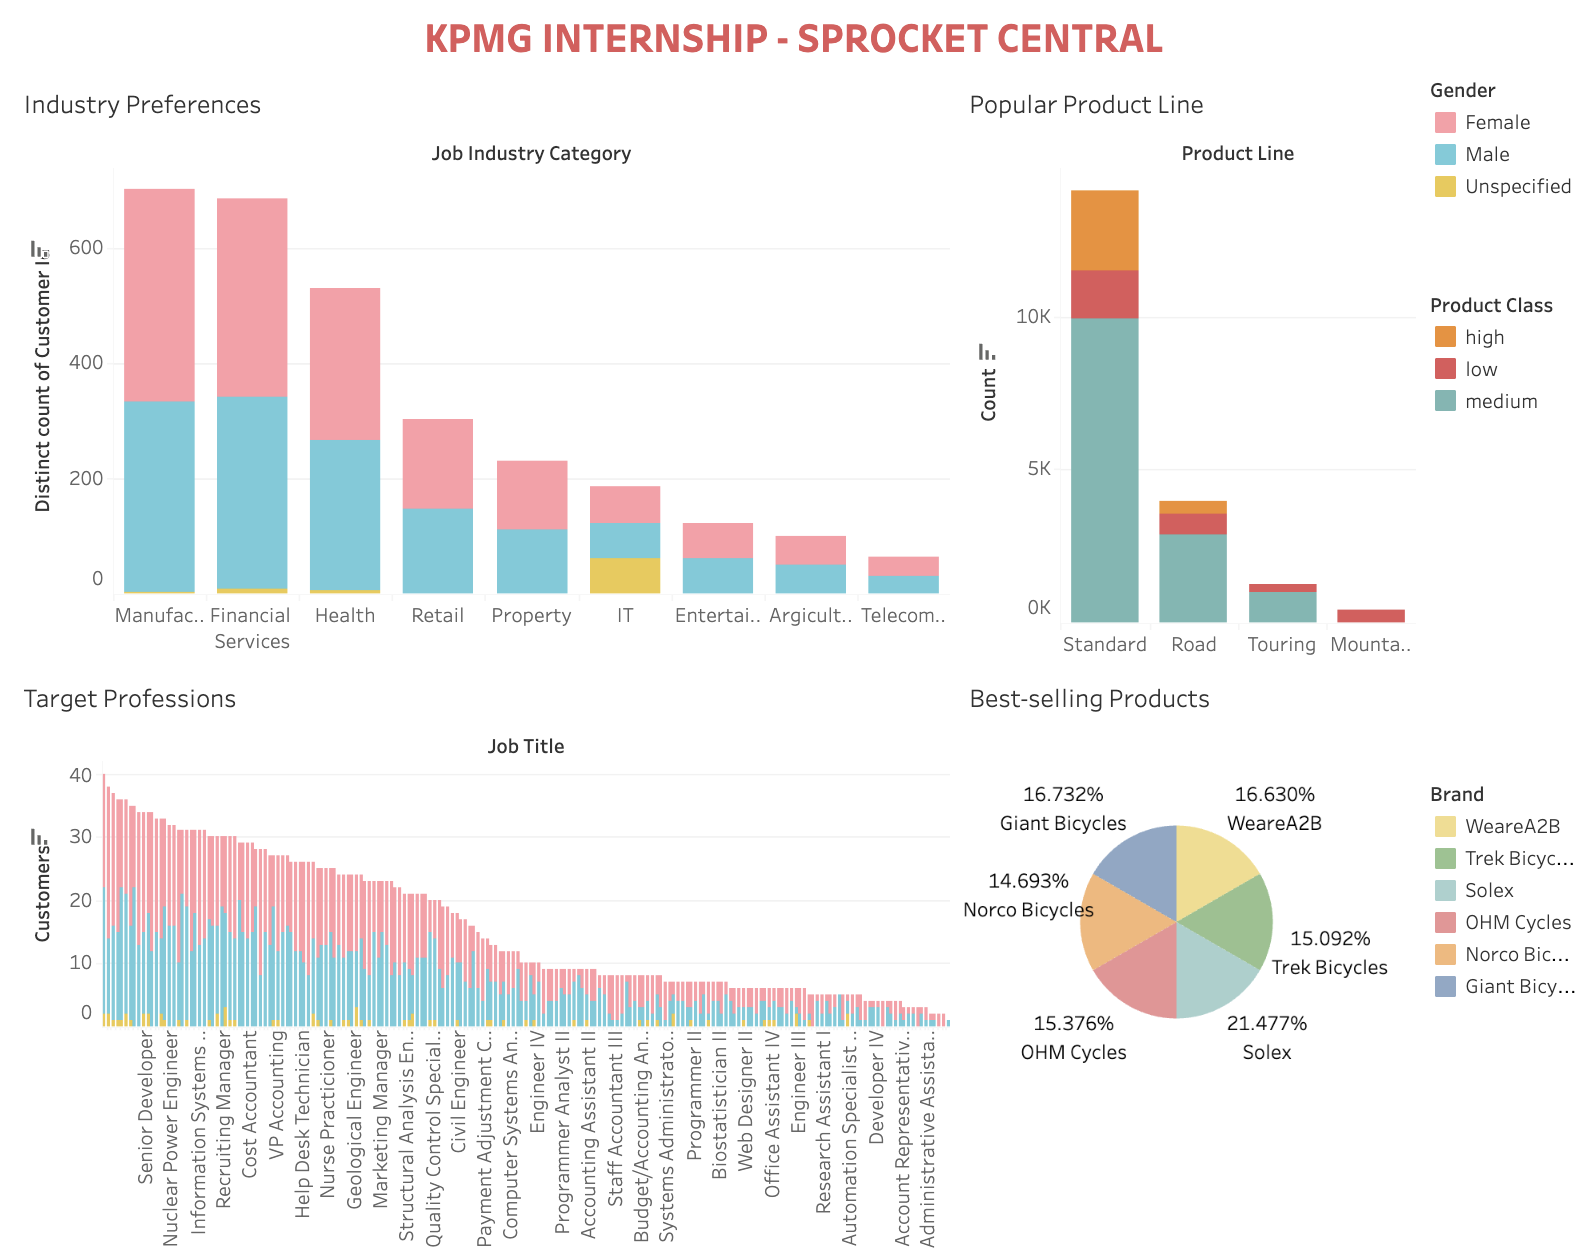 KPMG INTERNSHIP - SPROCKET CENTRAL
Industry Preferences
Job Industry Category
Distinct count of Customer
600
400
200
0
Manufac..
Financial
Services
Health
Retail
Property
IT
Entertai..
Argicult..
Telecom..
Popular Product Line
Product Line
Count
10K
5K
0K
Standard
Road
Touring
Mounta..
Gender
Female
Male
Unspecified
Product Class
high
low
medium
Target Professions
Job Title
Customers
40
30
20
10
0
Senior Developer
Nuclear Power Engineer
Information Systems ..
Recruiting Manager
Cost Accountant
VP Accounting
Help Desk Technician
Nurse Practicioner
Geological Engineer
Marketing Manager
Structural Analysis En..
Quality Control Special..
Civil Engineer
Payment Adjustment C..
Computer Systems An..
Engineer IV
Programmer Analyst II
Accounting Assistant II
Staff Accountant III
Budget/Accounting An..
Systems Administrato..
Programmer II
Biostatistician II
Web Designer II
Office Assistant IV
Engineer III
Research Assistant I
Automation Specialist ..
Developer IV
Account Representativ..
Administrative Assista..
Best-selling Products
16.732%
Giant Bicycles
16.630%
WeareA2B
14.693%
Norco Bicycles
15.092%
Trek Bicycles
15.376%
OHM Cycles
21.477%
Solex
Brand
WeareA2B
Trek Bicyc...
Solex
OHM Cycles
Norco Bic...
Giant Bicy...